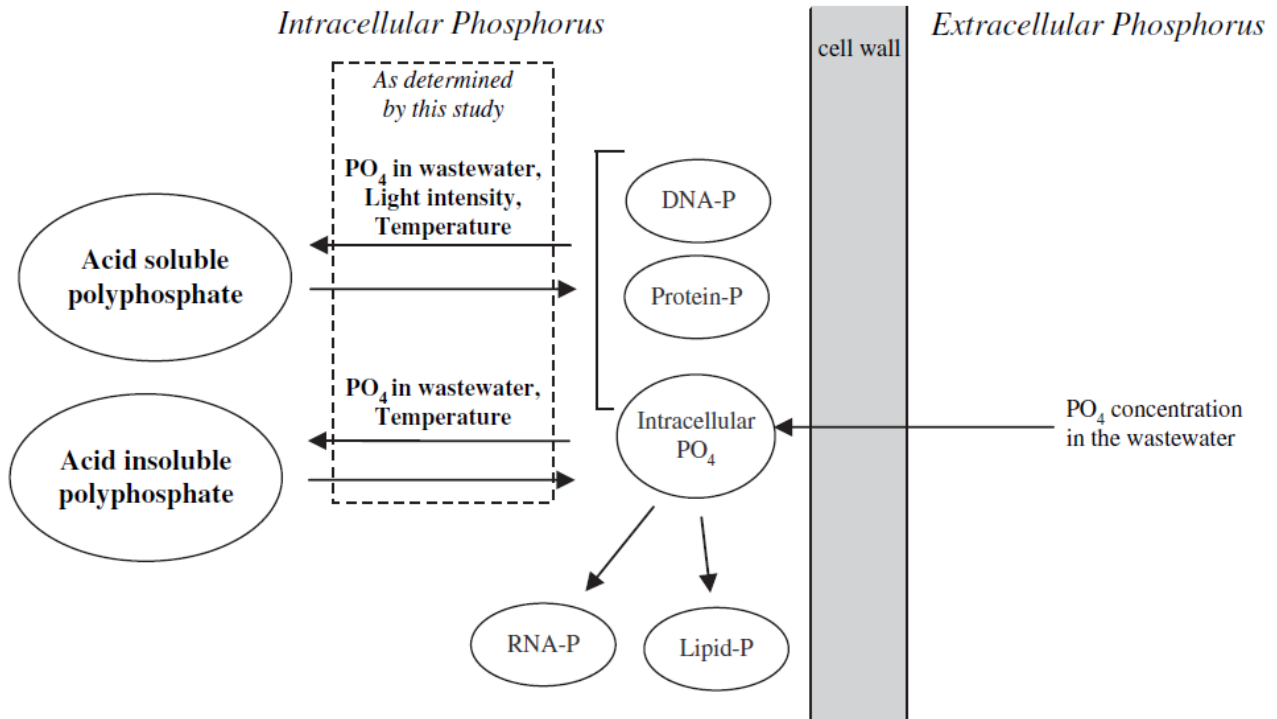 Intracellular Phosphorus
cell wall
Extracellular Phosphorus
As determined
by this study
PO₄ in wastewater,
Light intensity,
Temperature
DNA-P
Acid soluble
polyphosphate
Protein-P
PO₄ in wastewater,
Temperature
Intracellular
PO₄
PO₄ concentration
in the wastewater
Acid insoluble
polyphosphate
RNA-P
Lipid-P